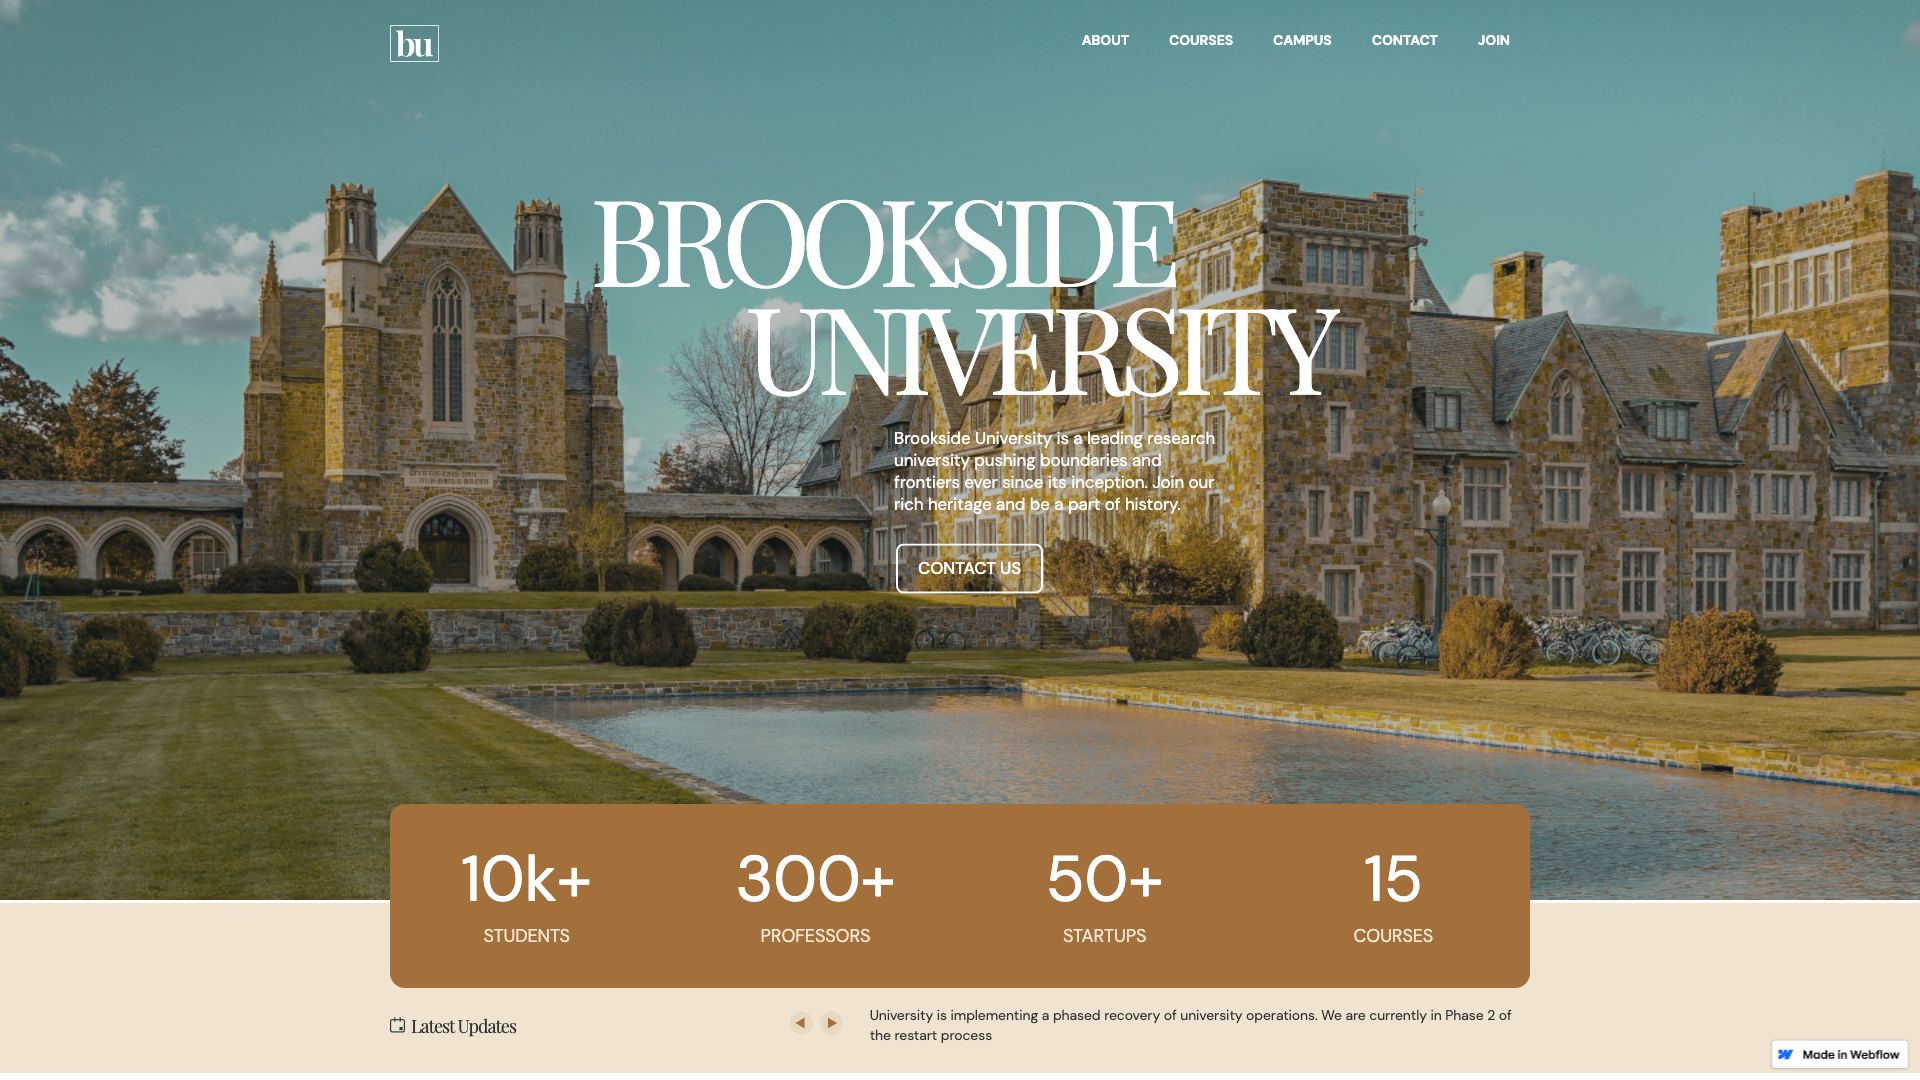 bu
ABOUT
COURSES
CAMPUS
CONTACT
JOIN
BROOKSIDE
UNIVERSITY
Brookside University is a leading research
university pushing boundaries and
frontiers ever since its inception. Join our
rich heritage and be a part of history.
CONTACT US
10k+
STUDENTS
300+
PROFESSORS
50+
STARTUPS
15
COURSES
Latest Updates
University is implementing a phased recovery of university operations. We are currently in Phase 2 of
the restart process
Made in Webflow